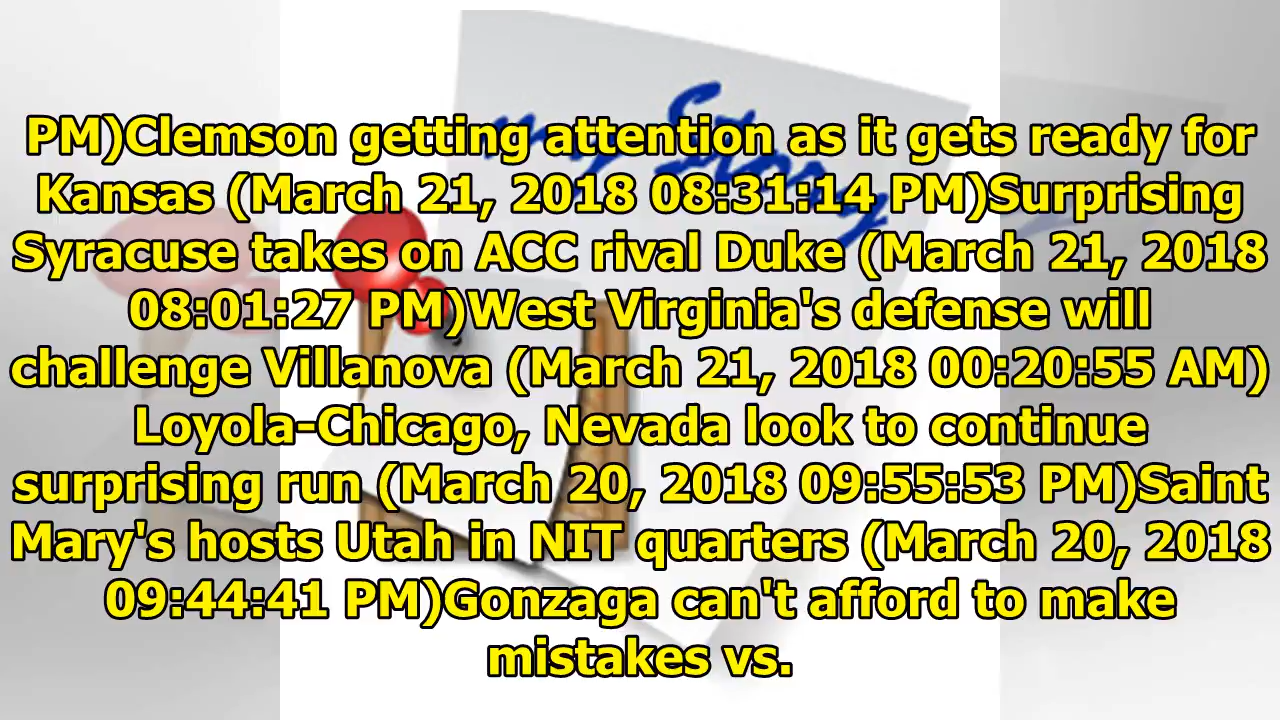 my Story
PM)Clemson getting attention as it gets ready for
Kansas (March 21, 2018 08:31:14 PM)Surprising
Syracuse takes on ACC rival Duke (March 21, 2018
08:01:27 PM)West Virginia's defense will
challenge Villanova (March 21, 2018 00:20:55 AM)
Loyola-Chicago, Nevada look to continue
surprising run (March 20, 2018 09:55:53 PM)Saint
Mary's hosts Utah in NIT quarters (March 20, 2018
09:44:41 PM)Gonzaga can't afford to make
mistakes vs.